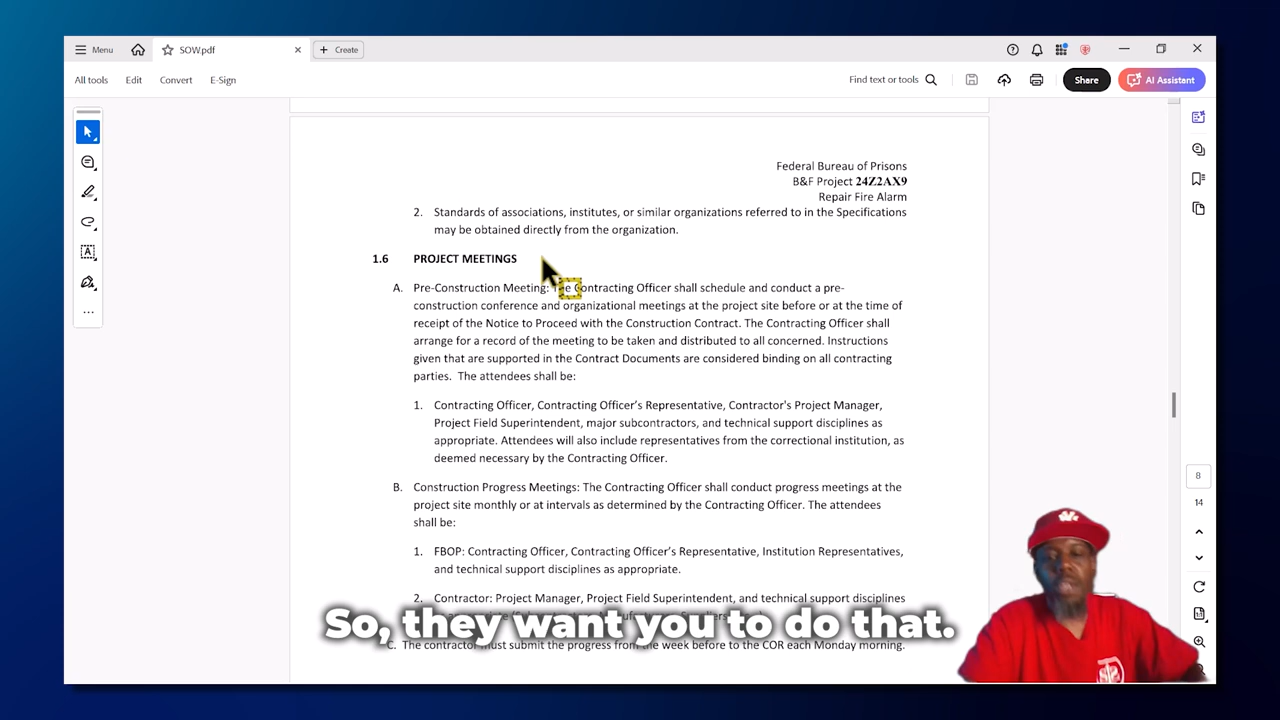 Menu
SOW.pdf
Create
All tools
Edit
Convert
E-Sign
Find text or tools
Share
AI Assistant
Federal Bureau of Prisons
B&F Project 24Z2AX9
Repair Fire Alarm
2. Standards of associations, institutes, or similar organizations referred to in the Specifications
may be obtained directly from the organization.
1.6 PROJECT MEETINGS
A. Pre-Construction Meeting: The Contracting Officer shall schedule and conduct a pre-
construction conference and organizational meetings at the project site before or at the time of
receipt of the Notice to Proceed with the Construction Contract. The Contracting Officer shall
arrange for a record of the meeting to be taken and distributed to all concerned. Instructions
given that are supported in the Contract Documents are considered binding on all contracting
parties. The attendees shall be:
1. Contracting Officer, Contracting Officer’s Representative, Contractor's Project Manager,
Project Field Superintendent, major subcontractors, and technical support disciplines as
appropriate. Attendees will also include representatives from the correctional institution, as
deemed necessary by the Contracting Officer.
B. Construction Progress Meetings: The Contracting Officer shall conduct progress meetings at the
project site monthly or at intervals as determined by the Contracting Officer. The attendees
shall be:
1. FBOP: Contracting Officer, Contracting Officer’s Representative, Institution Representatives,
and technical support disciplines as appropriate.
2. Contractor: Project Manager, Project Field Superintendent, and technical support disciplines
So, they want you to do that.
C. The contractor must submit the progress from the week before to the COR each Monday morning.
8
14